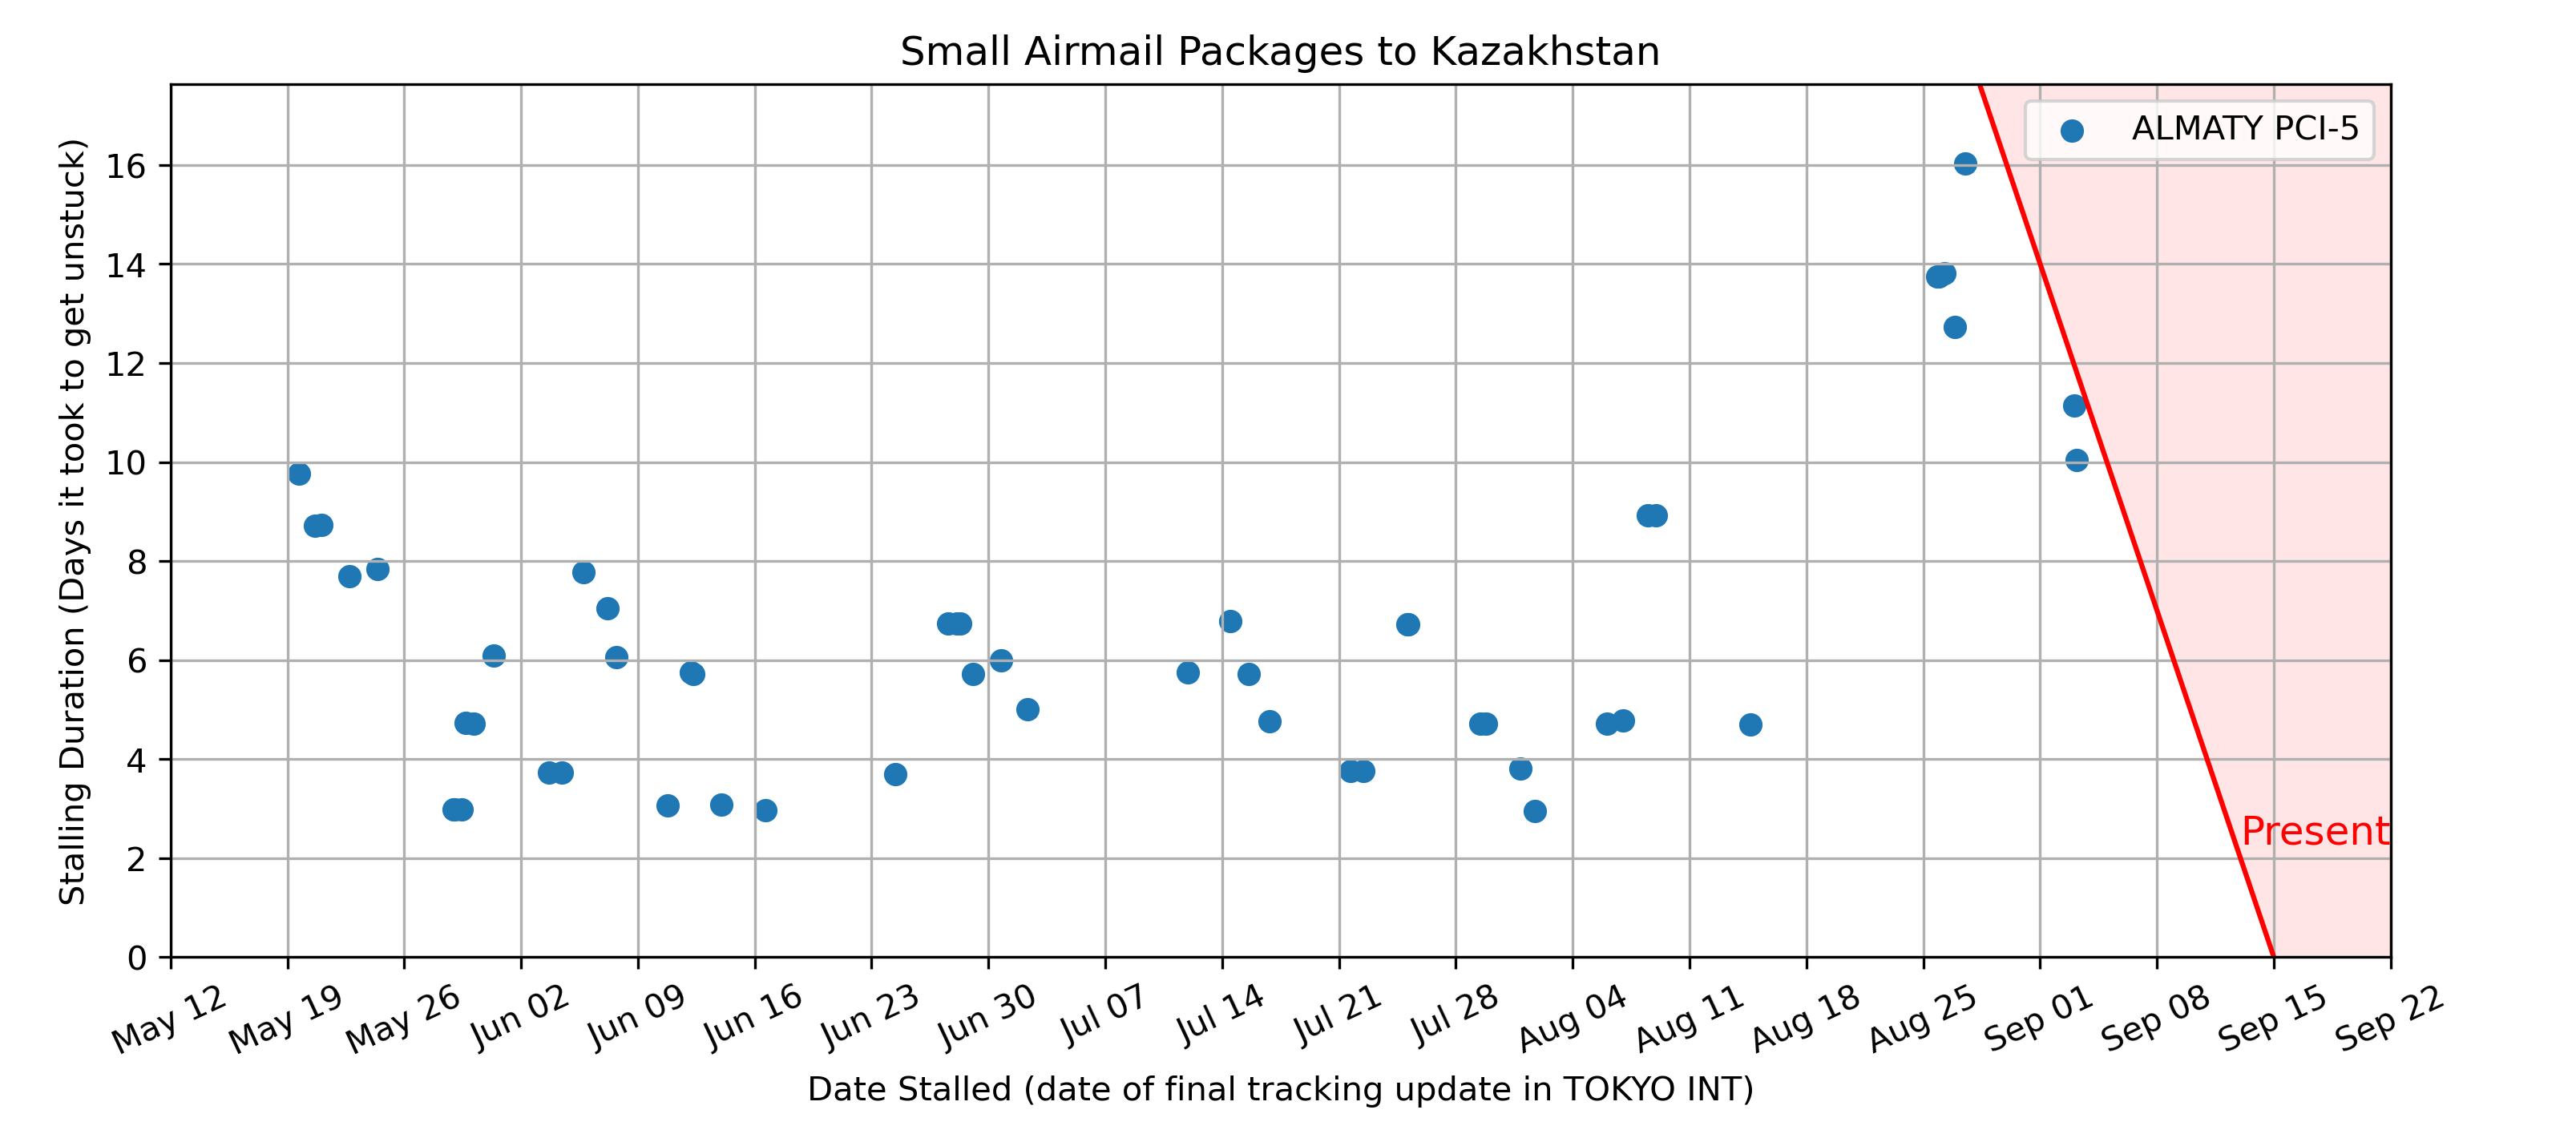 Small Airmail Packages to Kazakhstan
ALMATY PCI-5
Stalling Duration (Days it took to get unstuck)
16
14
12
10
8
6
4
2
0
Present
May 12
May 19
May 26
Jun 02
Jun 09
Jun 16
Jun 23
Jun 30
Jul 07
Jul 14
Jul 21
Jul 28
Aug 04
Aug 11
Aug 18
Aug 25
Sep 01
Sep 08
Sep 15
Sep 22
Date Stalled (date of final tracking update in TOKYO INT)